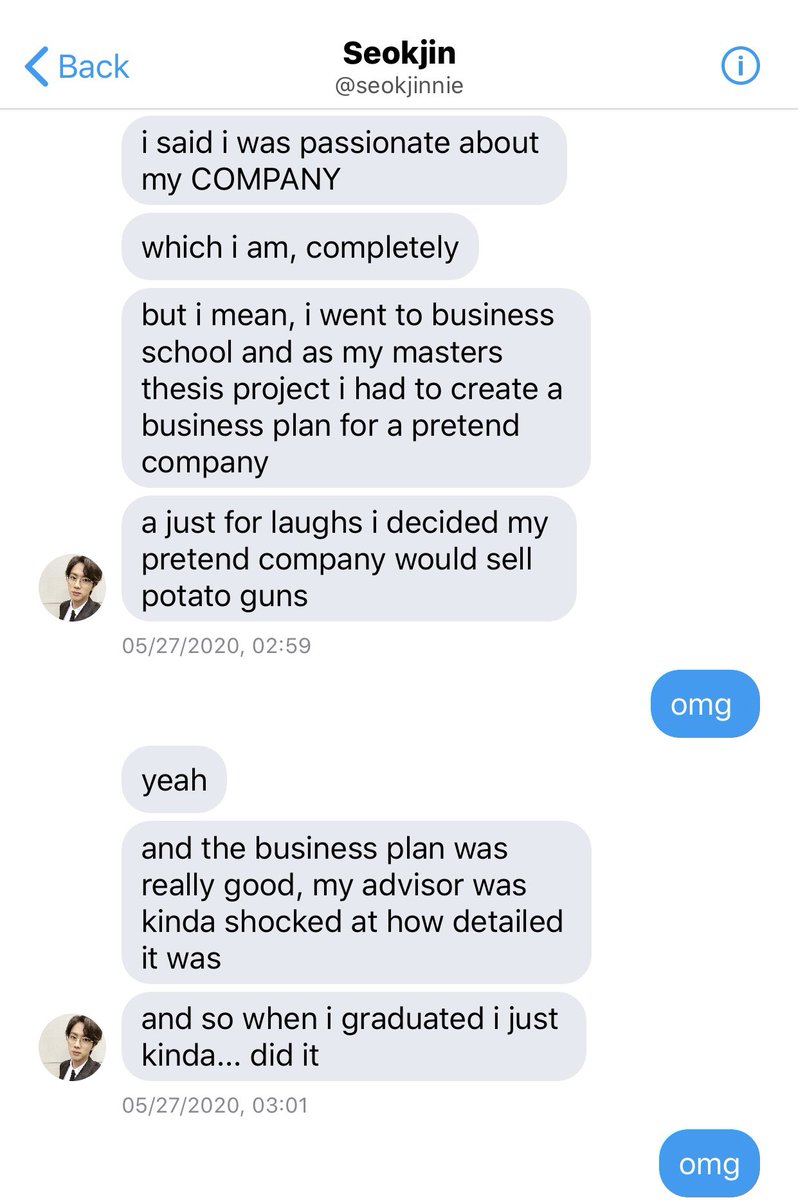 Back
Seokjin
@seokjinnie
i said i was passionate about
my COMPANY
which i am, completely
but i mean, i went to business
school and as my masters
thesis project i had to create a
business plan for a pretend
company
a just for laughs i decided my
pretend company would sell
potato guns
05/27/2020, 02:59
omg
yeah
and the business plan was
really good, my advisor was
kinda shocked at how detailed
it was
and so when i graduated i just
kinda... did it
05/27/2020, 03:01
omg